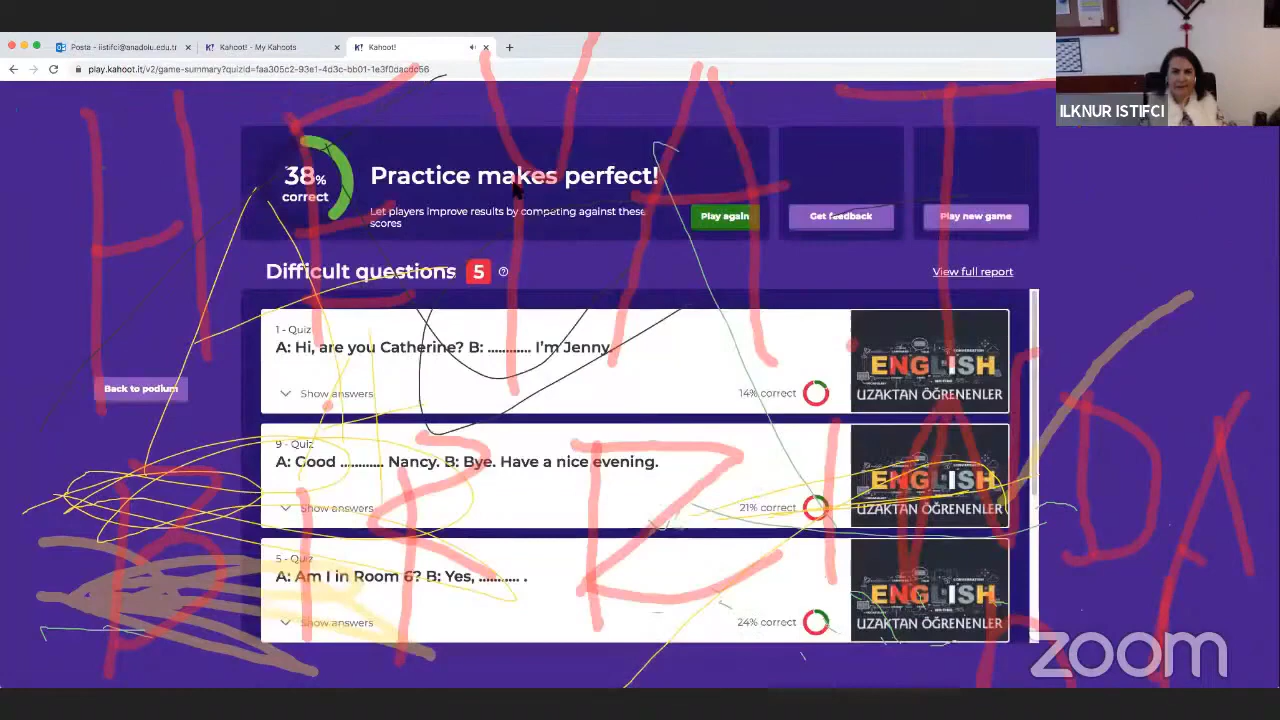 Posta - iistifci@anadolu.edu.tr
Kahoot! - My Kahoots
Kahoot!
play.kahoot.it/v2/game-summary?quizid=faa305c2-93e1-4d3c-bb01-1e3f0dacdc56
ILKNUR ISTIFCI
HEYAT
38%
correct
Practice makes perfect!
Let players improve results by competing against these
scores
Play again
Get feedback
Play new game
Difficult questions 5
View full report
1 - Quiz
A: Hi, are you Catherine? B: ........... I'm Jenny.
Show answers
14% correct
ENGLISH
UZAKTAN ÖĞRENENLER
Back to podium
9 - Quiz
A: Good ........... Nancy. B: Bye. Have a nice evening.
Show answers
21% correct
ENGLISH
UZAKTAN ÖĞRENENLER
BIR
5 - Quiz
A: Am I in Room 6? B: Yes, ........... .
Show answers
24% correct
ENGLISH
UZAKTAN ÖĞRENENLER
zoom